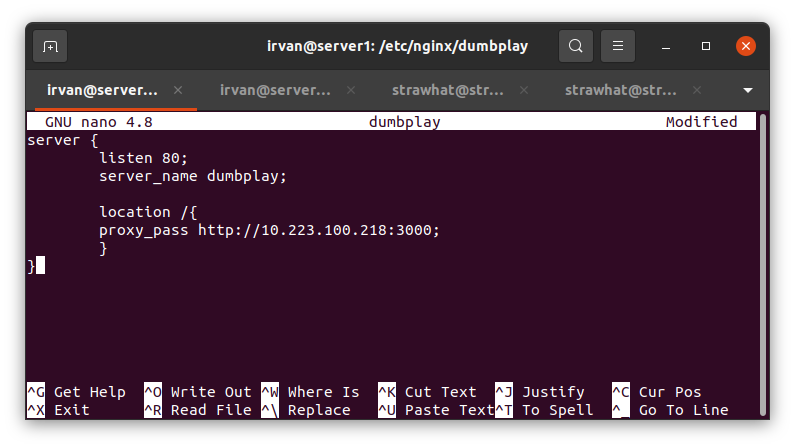 irvan@server1: /etc/nginx/dumbplay
irvan@server... irvan@server... strawhat@str... strawhat@str...
GNU nano 4.8 dumbplay Modified
server {
        listen 80;
        server_name dumbplay;
        location /{
        proxy_pass http://10.223.100.218:3000;
        }
}
^G Get Help ^O Write Out ^W Where Is ^K Cut Text ^J Justify ^C Cur Pos
^X Exit ^R Read File ^\ Replace ^U Paste Text ^T To Spell ^_ Go To Line